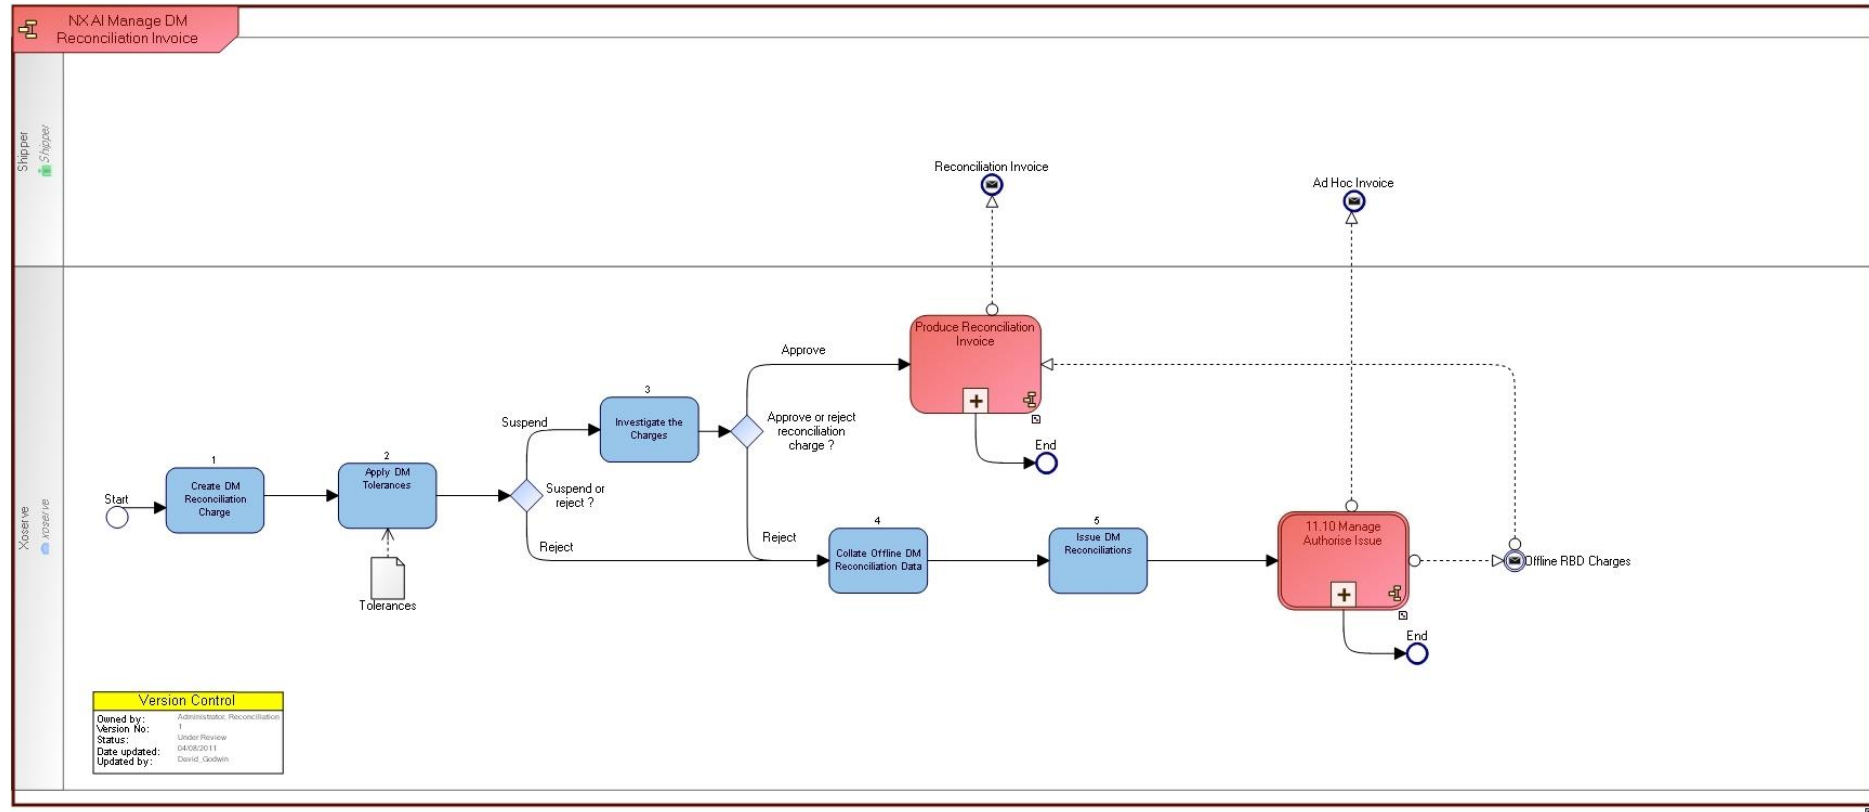 NX AI Manage DM
Reconciliation Invoice
Shipper
Shipper
Reconciliation Invoice
Ad Hoc Invoice
Xoserve
xoserve
Start
1
Create DM
Reconciliation
Charge
2
Apply DM
Tolerances
Tolerances
Suspend or
reject ?
Suspend
Reject
3
Investigate the
Charges
Approve or reject
reconciliation
charge ?
Approve
Reject
Produce Reconciliation
Invoice
End
4
Collate Offline DM
Reconciliation Data
5
Issue DM
Reconciliations
11.10 Manage
Authorise Issue
Offline RBD Charges
End
Version Control
Owned by: Administrator, Reconciliation
Version No: 1
Status: Under Review
Date updated: 04/08/2011
Updated by: David_Godwin